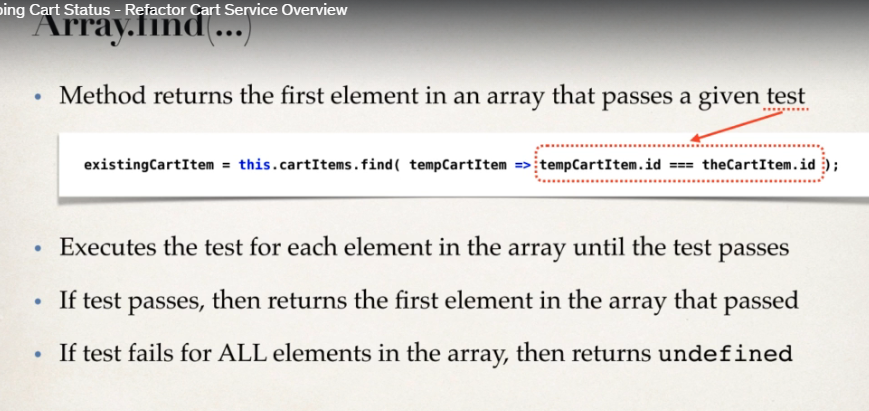 ping Cart Status - Refactor Cart Service Overview
Array.find(...)
• Method returns the first element in an array that passes a given test
existingCartItem = this.cartItems.find( tempCartItem => tempCartItem.id === theCartItem.id );
• Executes the test for each element in the array until the test passes
• If test passes, then returns the first element in the array that passed
• If test fails for ALL elements in the array, then returns undefined